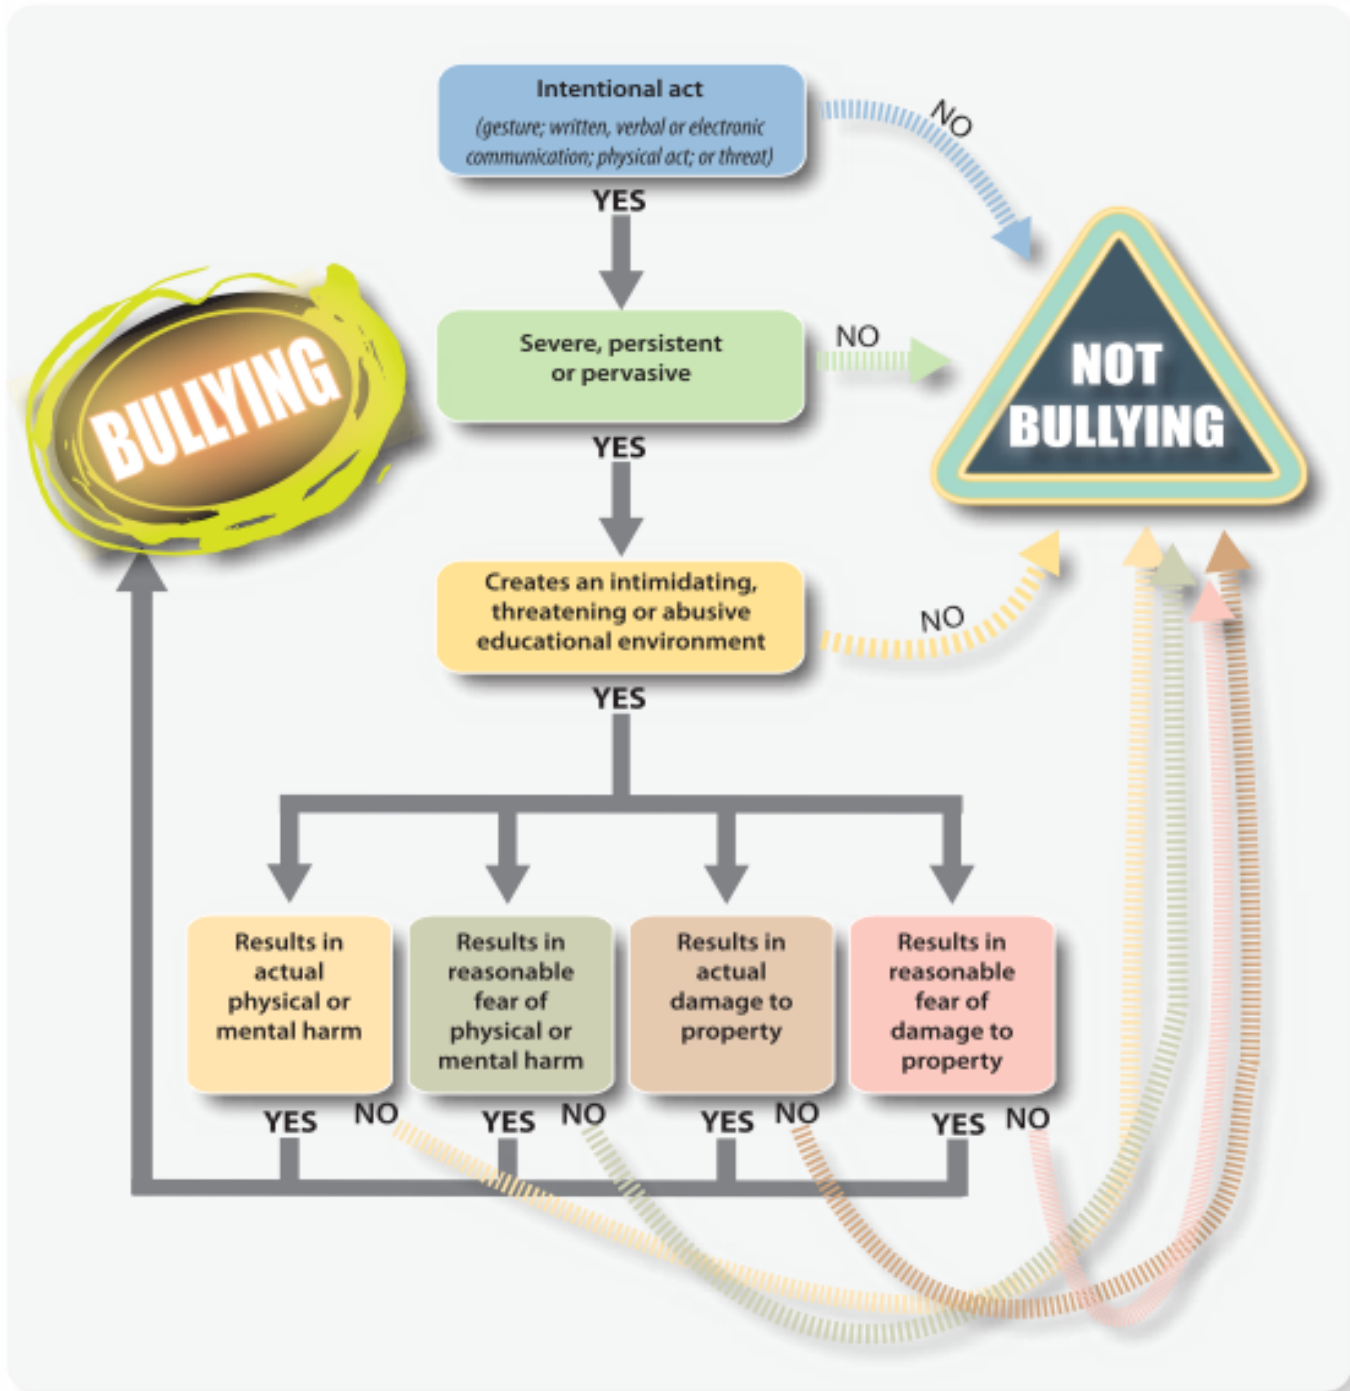 Intentional act
(gesture; written, verbal or electronic
communication; physical act; or threat)
NO
YES
BULLYING
Severe, persistent
or pervasive
NO
NOT
BULLYING
YES
Creates an intimidating,
threatening or abusive
educational environment
NO
YES
Results in
actual
physical or
mental harm
Results in
reasonable
fear of
physical or
mental harm
Results in
actual
damage to
property
Results in
reasonable
fear of
damage to
property
YES NO YES NO YES NO YES NO